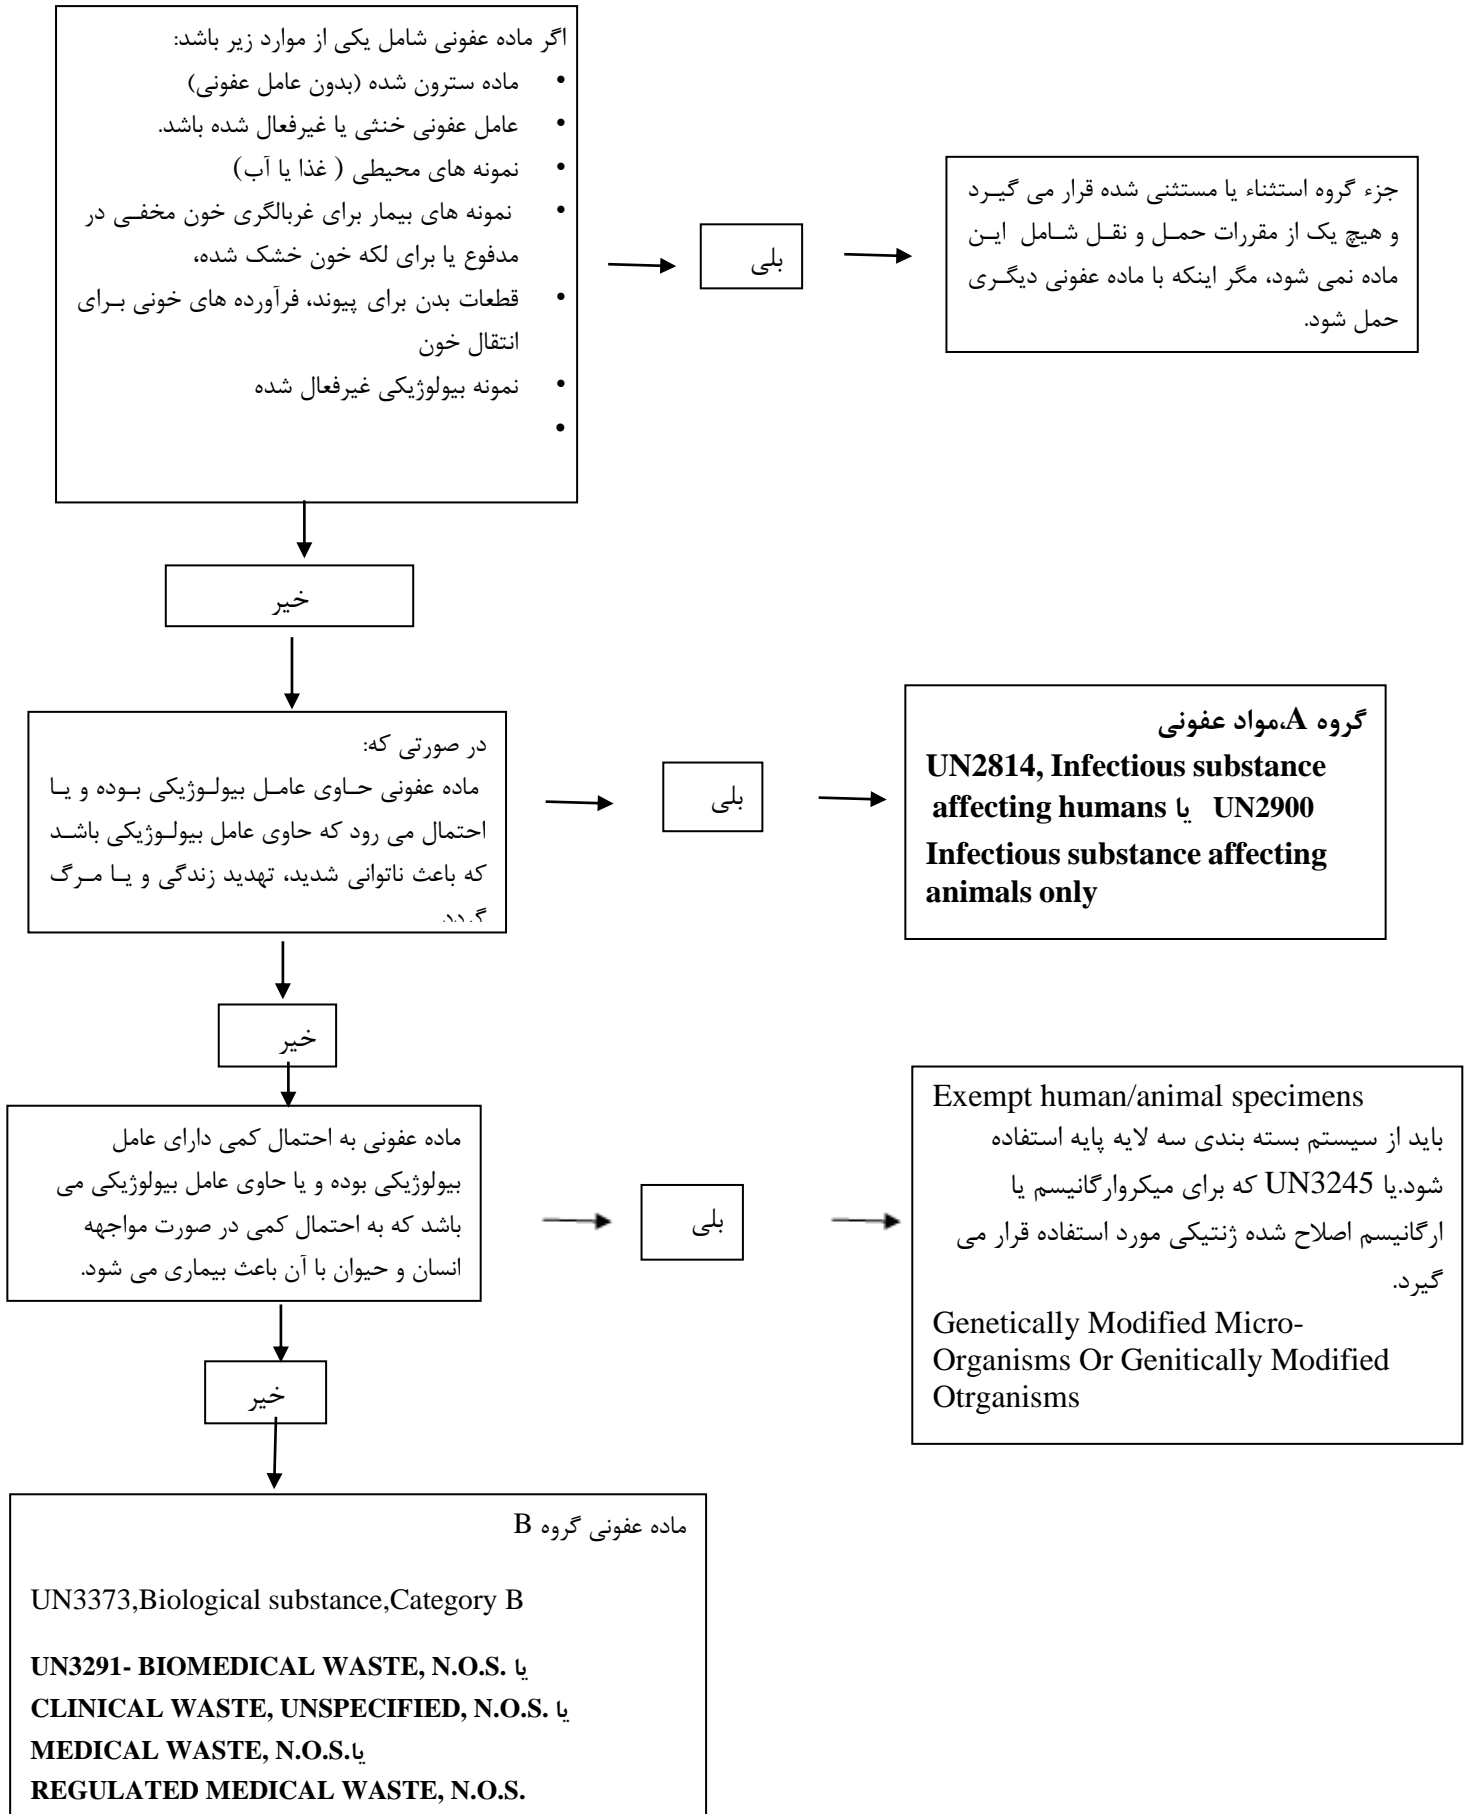 اگر ماده عفونی شامل یکی از موارد زیر باشد:
• ماده سترون شده (بدون عامل عفونی)
• عامل عفونی خنثی یا غیرفعال شده باشد.
• نمونه های محیطی ( غذا یا آب)
• نمونه های بیمار برای غربالگری خون مخفی در
مدفوع یا برای لکه خون خشک شده،
• قطعات بدن برای پیوند، فرآورده های خونی برای
انتقال خون
• نمونه بیولوژیکی غیرفعال شده
•
بلی
جزء گروه استثناء یا مستثنی شده قرار می گیرد
و هیچ یک از مقررات حمل و نقل شامل این
ماده نمی شود، مگر اینکه با ماده عفونی دیگری
حمل شود.
خیر
در صورتی که:
ماده عفونی حاوی عامل بیولوژیکی بوده و یا
احتمال می رود که حاوی عامل بیولوژیکی باشد
که باعث ناتوانی شدید، تهدید زندگی و یا مرگ
گردد
بلی
گروه A،مواد عفونی
UN2814, Infectious substance
affecting humans یا UN2900
Infectious substance affecting
animals only
خیر
ماده عفونی به احتمال کمی دارای عامل
بیولوژیکی بوده و یا حاوی عامل بیولوژیکی می
باشد که به احتمال کمی در صورت مواجهه
انسان و حیوان با آن باعث بیماری می شود.
بلی
Exempt human/animal specimens
باید از سیستم بسته بندی سه لایه پایه استفاده
شود.یا UN3245 که برای میکروارگانیسم یا
ارگانیسم اصلاح شده ژنتیکی مورد استفاده قرار می
گیرد.
Genetically Modified Micro-
Organisms Or Genitically Modified
Otrganisms
خیر
ماده عفونی گروه B
UN3373,Biological substance,Category B
UN3291- BIOMEDICAL WASTE, N.O.S. یا
CLINICAL WASTE, UNSPECIFIED, N.O.S. یا
MEDICAL WASTE, N.O.S.یا
REGULATED MEDICAL WASTE, N.O.S.